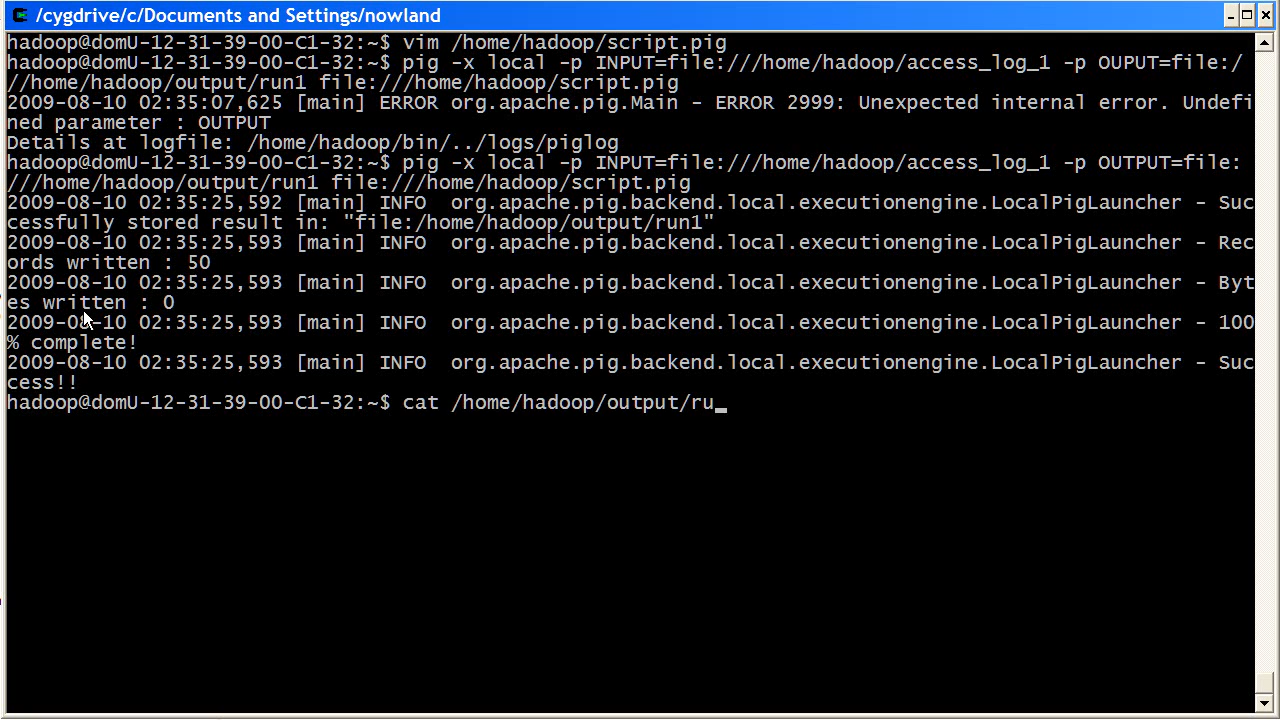 /cygdrive/c/Documents and Settings/nowland
hadoop@domU-12-31-39-00-C1-32:~$ vim /home/hadoop/script.pig
hadoop@domU-12-31-39-00-C1-32:~$ pig -x local -p INPUT=file:///home/hadoop/access_log_1 -p OUPUT=file:/
//home/hadoop/output/run1 file:///home/hadoop/script.pig
2009-08-10 02:35:07,625 [main] ERROR org.apache.pig.Main - ERROR 2999: Unexpected internal error. Undefi
ned parameter : OUTPUT
Details at logfile: /home/hadoop/bin/../logs/piglog
hadoop@domU-12-31-39-00-C1-32:~$ pig -x local -p INPUT=file:///home/hadoop/access_log_1 -p OUTPUT=file:
///home/hadoop/output/run1 file:///home/hadoop/script.pig
2009-08-10 02:35:25,592 [main] INFO  org.apache.pig.backend.local.executionengine.LocalPigLauncher - Suc
cessfully stored result in: "file:/home/hadoop/output/run1"
2009-08-10 02:35:25,593 [main] INFO  org.apache.pig.backend.local.executionengine.LocalPigLauncher - Rec
ords written : 50
2009-08-10 02:35:25,593 [main] INFO  org.apache.pig.backend.local.executionengine.LocalPigLauncher - Byt
es written : 0
2009-08-10 02:35:25,593 [main] INFO  org.apache.pig.backend.local.executionengine.LocalPigLauncher - 100
% complete!
2009-08-10 02:35:25,593 [main] INFO  org.apache.pig.backend.local.executionengine.LocalPigLauncher - Suc
cess!!
hadoop@domU-12-31-39-00-C1-32:~$ cat /home/hadoop/output/ru_